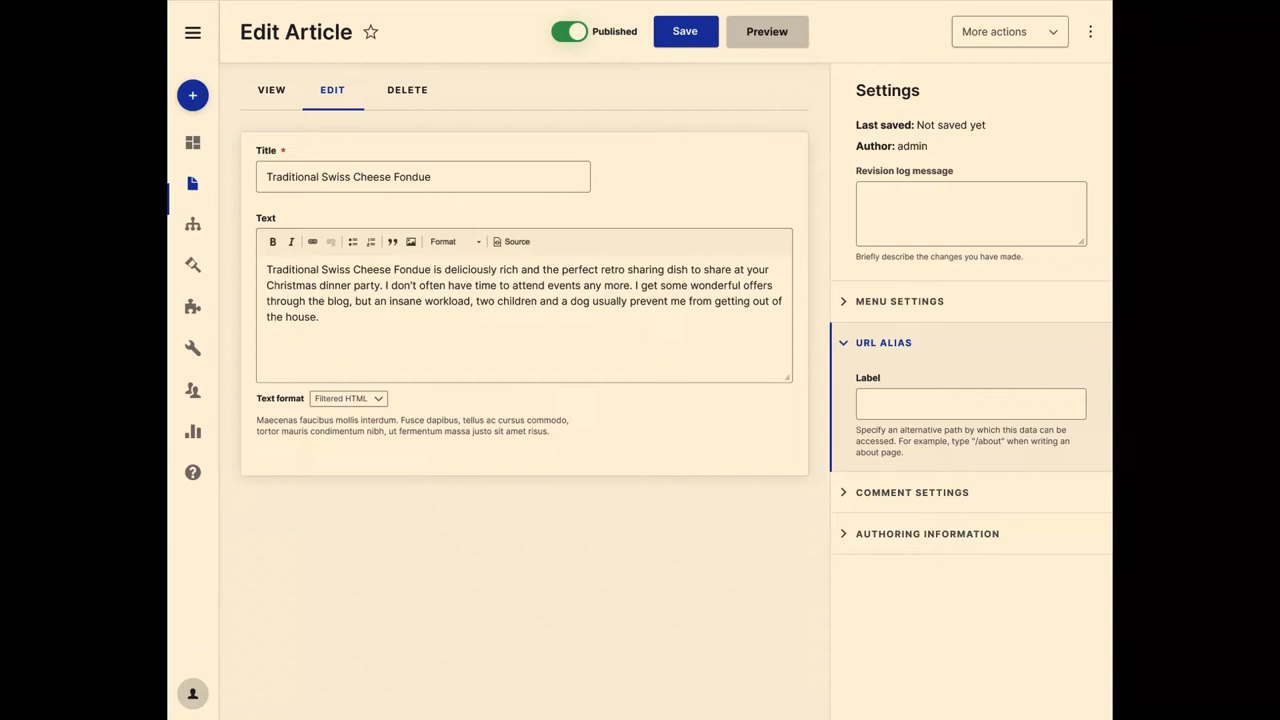 Edit Article
Published
Save
Preview
More actions
VIEW
EDIT
DELETE
Title *
Traditional Swiss Cheese Fondue
Text
B I Format Source
Traditional Swiss Cheese Fondue is deliciously rich and the perfect retro sharing dish to share at your
Christmas dinner party. I don't often have time to attend events any more. I get some wonderful offers
through the blog, but an insane workload, two children and a dog usually prevent me from getting out of
the house.
Text format Filtered HTML
Maecenas faucibus mollis interdum. Fusce dapibus, tellus ac cursus commodo,
tortor mauris condimentum nibh, ut fermentum massa justo sit amet risus.
Settings
Last saved: Not saved yet
Author: admin
Revision log message
Briefly describe the changes you have made.
MENU SETTINGS
URL ALIAS
Label
Specify an alternative path by which this data can be
accessed. For example, type "/about" when writing an
about page.
COMMENT SETTINGS
AUTHORING INFORMATION